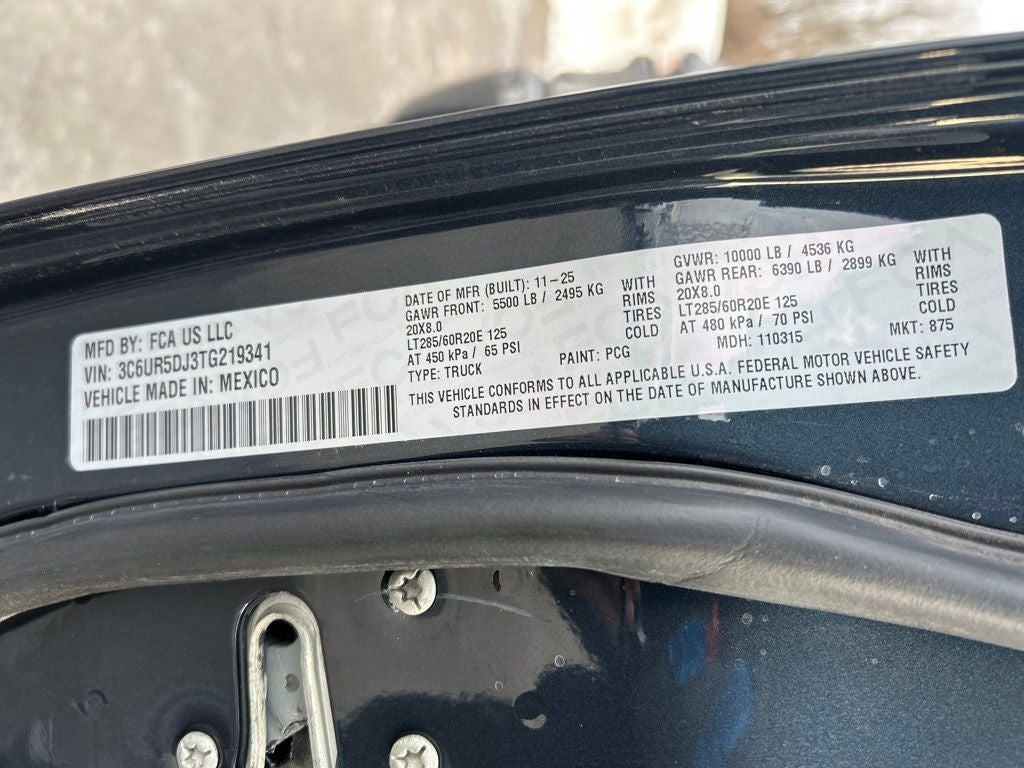 MFD BY: FCA US LLC
VIN: 3C6UR5DJ3TG219341
VEHICLE MADE IN: MEXICO
DATE OF MFR (BUILT): 11-25
GAWR FRONT: 5500 LB / 2495 KG WITH
20X8.0 RIMS
LT285/60R20E 125 TIRES
AT 450 kPa / 65 PSI COLD
TYPE: TRUCK PAINT: PCG
GVWR: 10000 LB / 4536 KG
GAWR REAR: 6390 LB / 2899 KG WITH
20X8.0 RIMS
LT285/60R20E 125 TIRES
AT 480 kPa / 70 PSI COLD
MDH: 110315 MKT: 875
THIS VEHICLE CONFORMS TO ALL APPLICABLE U.S.A. FEDERAL MOTOR VEHICLE SAFETY
STANDARDS IN EFFECT ON THE DATE OF MANUFACTURE SHOWN ABOVE.